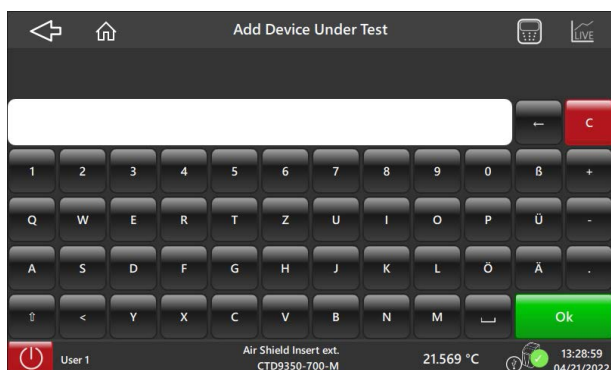 Add Device Under Test
LIVE
← C
1 2 3 4 5 6 7 8 9 0 ß +
Q W E R T Z U I O P Ü -
A S D F G H J K L Ö Ä .
⇧ < Y X C V B N M Ok
User 1
Air Shield Insert ext.
CTD9350-700-M
21.569 °C
13:28:59
04/21/2022